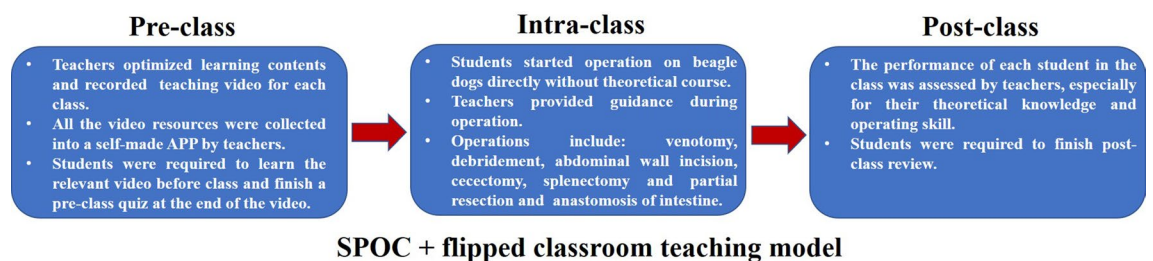 Pre-class
• Teachers optimized learning contents
and recorded teaching video for each
class.
• All the video resources were collected
into a self-made APP by teachers.
• Students were required to learn the
relevant video before class and finish a
pre-class quiz at the end of the video.
Intra-class
• Students started operation on beagle
dogs directly without theoretical course.
• Teachers provided guidance during
operation.
• Operations include: venotomy,
debridement, abdominal wall incision,
cecectomy, splenectomy and partial
resection and anastomosis of intestine.
Post-class
• The performance of each student in the
class was assessed by teachers, especially
for their theoretical knowledge and
operating skill.
• Students were required to finish post-
class review.
SPOC + flipped classroom teaching model